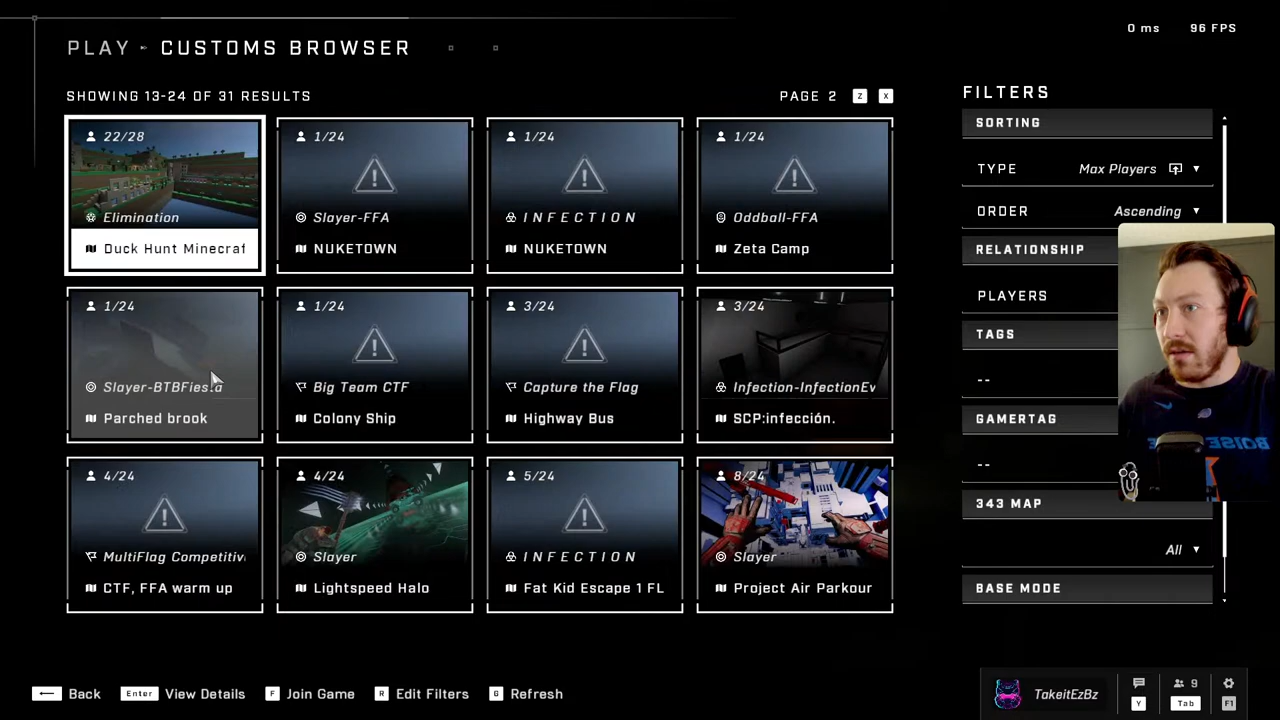 0 ms 96 FPS
PLAY CUSTOMS BROWSER
SHOWING 13-24 OF 31 RESULTS
PAGE 2 Z X
22/28
Elimination
Duck Hunt Minecraf
1/24
Slayer-FFA
NUKETOWN
1/24
INFECTION
NUKETOWN
1/24
Oddball-FFA
Zeta Camp
1/24
Slayer-BTBFiesta
Parched brook
1/24
Big Team CTF
Colony Ship
3/24
Capture the Flag
Highway Bus
3/24
Infection-InfectionEv
SCP:infección.
4/24
MultiFlag Competitiv
CTF, FFA warm up
4/24
Slayer
Lightspeed Halo
5/24
INFECTION
Fat Kid Escape 1 FL
8/24
Slayer
Project Air Parkour
FILTERS
SORTING
TYPE Max Players
ORDER Ascending
RELATIONSHIP
PLAYERS
TAGS
--
GAMERTAG
--
343 MAP
All
BASE MODE
Back Enter View Details F Join Game R Edit Filters G Refresh
TakeitEzBz
Y
9
Tab
F1